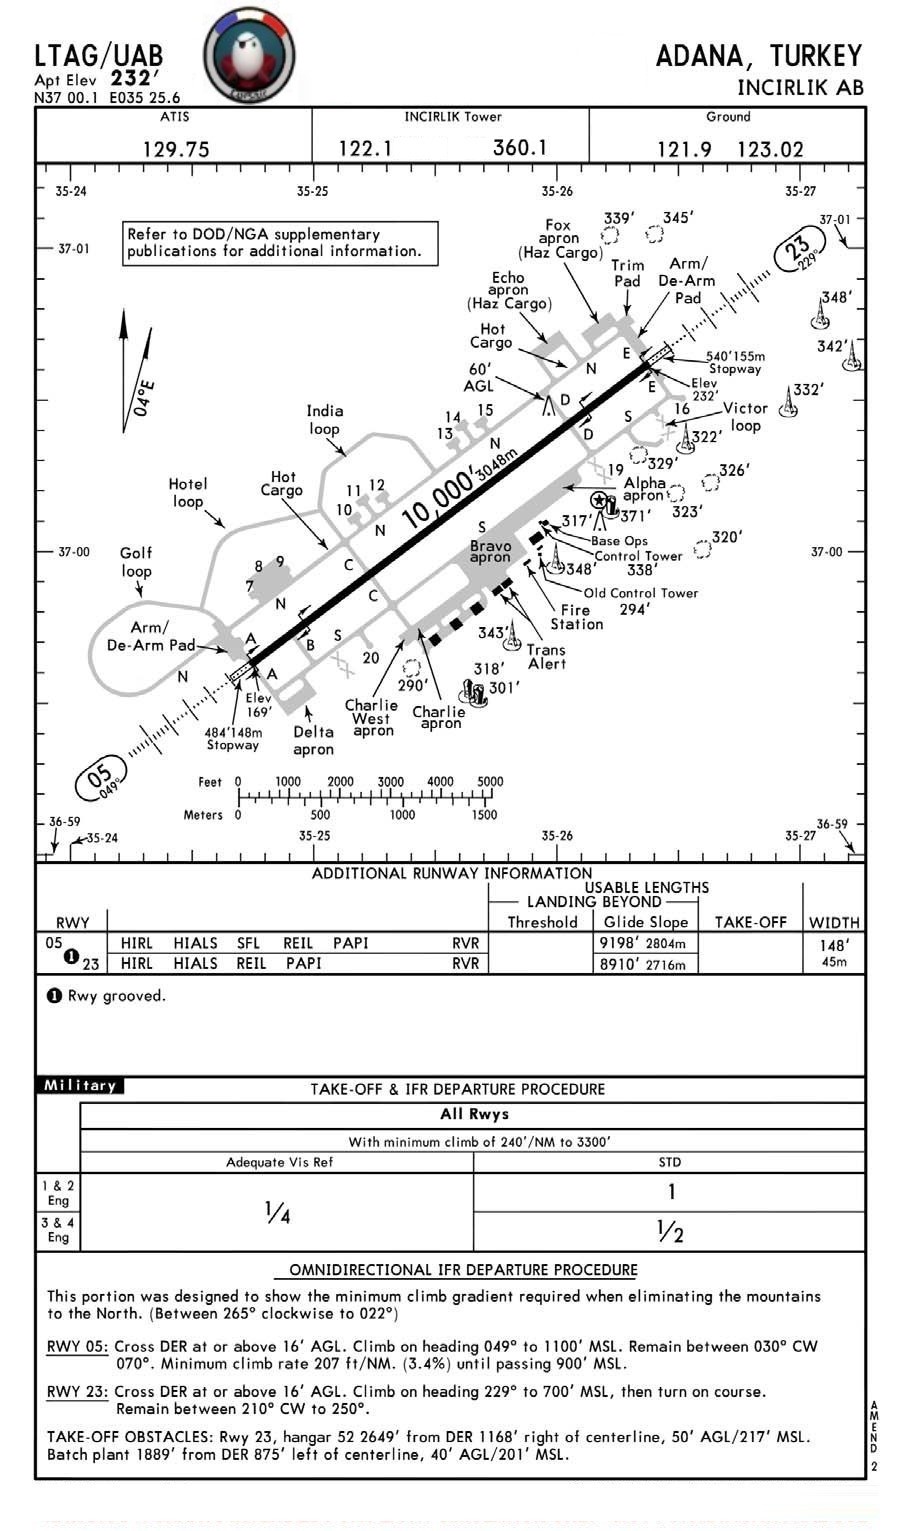 LTAG/UAB
Apt Elev 232'
N37 00.1 E035 25.6
ADANA, TURKEY
INCIRLIK AB
ATIS
129.75
INCIRLIK Tower
122.1 360.1
Ground
121.9 123.02
35-24 35-25 35-26 35-27
37-01
37-01
Refer to DOD/NGA supplementary
publications for additional information.
04°E
Fox
apron
(Haz Cargo)
339'
345'
23
229°
Trim
Pad
Arm/
De-Arm
Pad
Echo
apron
(Haz Cargo)
Hot
Cargo
348'
342'
540'155m
Stopway
Elev
232'
332'
60'
AGL
E
N
E
D
D
S
16
Victor
loop
322'
India
loop
14
15
13
N
10,000' 3048m
329'
326'
323'
19
Alpha
apron
Hotel
loop
Hot
Cargo
11 12
10
N
S
317'
371'
Base Ops
Control Tower
320'
37-00
37-00
Bravo
apron
348'
338'
Golf
loop
8 9
7
C
C
Old Control Tower
294'
Fire
Station
N
Arm/
De-Arm Pad
A
B
S
343'
Trans
Alert
N
A
20
290'
318'
301'
Elev
169'
484'148m
Stopway
Delta
apron
Charlie
West
apron
Charlie
apron
05
049°
Feet 0 1000 2000 3000 4000 5000
Meters 0 500 1000 1500
36-59
35-24 35-25 35-26 35-27
36-59
ADDITIONAL RUNWAY INFORMATION
USABLE LENGTHS
LANDING BEYOND
RWY Threshold Glide Slope TAKE-OFF WIDTH
05 HIRL HIALS SFL REIL PAPI RVR 9198' 2804m 148'
1 23 HIRL HIALS REIL PAPI RVR 8910' 2716m 45m
1 Rwy grooved.
Military
TAKE-OFF & IFR DEPARTURE PROCEDURE
All Rwys
With minimum climb of 240'/NM to 3300'
Adequate Vis Ref STD
1 & 2
Eng
1/4
1
3 & 4
Eng
1/2
OMNIDIRECTIONAL IFR DEPARTURE PROCEDURE
This portion was designed to show the minimum climb gradient required when eliminating the mountains
to the North. (Between 265° clockwise to 022°)
RWY 05: Cross DER at or above 16' AGL. Climb on heading 049° to 1100' MSL. Remain between 030° CW
070°. Minimum climb rate 207 ft/NM. (3.4%) until passing 900' MSL.
RWY 23: Cross DER at or above 16' AGL. Climb on heading 229° to 700' MSL, then turn on course.
Remain between 210° CW to 250°.
TAKE-OFF OBSTACLES: Rwy 23, hangar 52 2649' from DER 1168' right of centerline, 50' AGL/217' MSL.
Batch plant 1889' from DER 875' left of centerline, 40' AGL/201' MSL.
AMEND 2